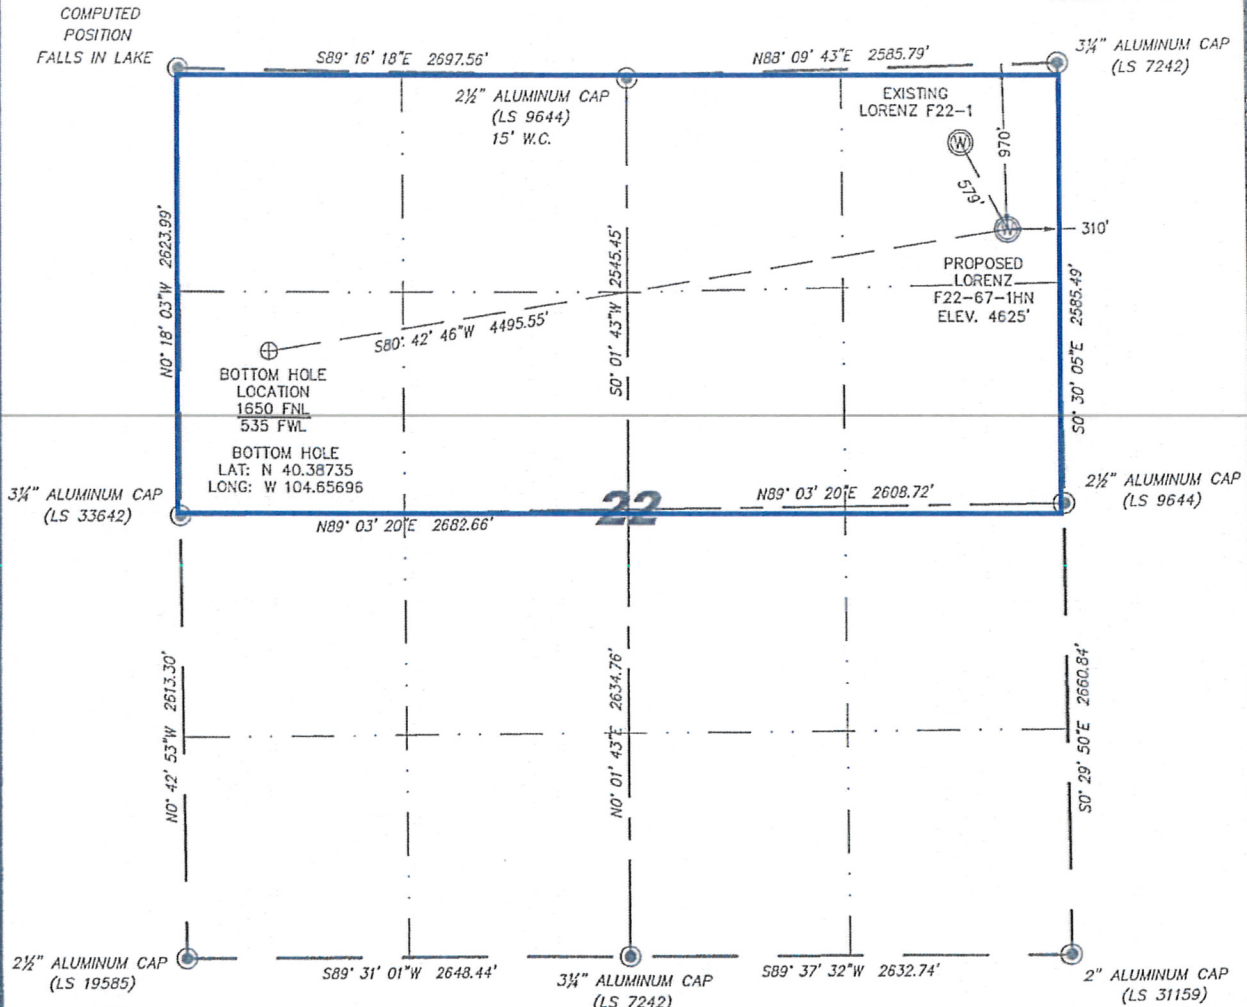 COMPUTED
POSITION
FALLS IN LAKE
S89° 16' 18"E 2697.56'
N88° 09' 43"E 2585.79'
3¼" ALUMINUM CAP
(LS 7242)
2½" ALUMINUM CAP
(LS 9644)
15' W.C.
EXISTING
LORENZ F22-1
W
970'
579'
W
310'
N0° 18' 03"W 2623.99'
S0° 01' 43"W 2545.45'
PROPOSED
LORENZ
F22-67-1HN
ELEV. 4625'
S0° 30' 05"E 2585.49'
S80° 42' 46"W 4495.55'
BOTTOM HOLE
LOCATION
1650 FNL
535 FWL
BOTTOM HOLE
LAT: N 40.38735
LONG: W 104.65696
3¼" ALUMINUM CAP
(LS 33642)
22
N89° 03' 20"E 2608.72'
2½" ALUMINUM CAP
(LS 9644)
N89° 03' 20"E 2682.66'
N0° 42' 53"W 2613.30'
N0° 01' 43"E 2634.76'
S0° 29' 50"E 2660.84'
2½" ALUMINUM CAP
(LS 19585)
S89° 31' 01"W 2648.44'
3¼" ALUMINUM CAP
(LS 7242)
S89° 37' 32"W 2632.74'
2" ALUMINUM CAP
(LS 31159)